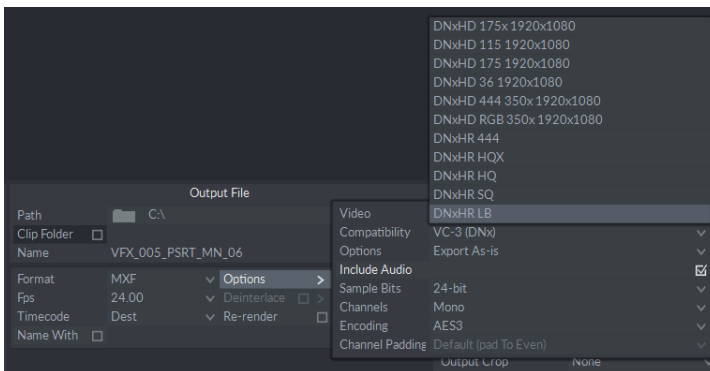 DNxHD 175x 1920x1080
DNxHD 115 1920x1080
DNxHD 175 1920x1080
DNxHD 36 1920x1080
DNxHD 444 350x 1920x1080
DNxHD RGB 350x 1920x1080
DNxHR 444
DNxHR HQX
DNxHR HQ
DNxHR SQ
DNxHR LB
Output File
Path C:\
Clip Folder
Name VFX_005_PSRT_MN_06
Format MXF Options >
Fps 24.00 Deinterlace >
Timecode Dest Re-render
Name With
Video
Compatibility VC-3 (DNx)
Options Export As-is
Include Audio
Sample Bits 24-bit
Channels Mono
Encoding AES3
Channel Padding Default (pad To Even)
Output Crop None